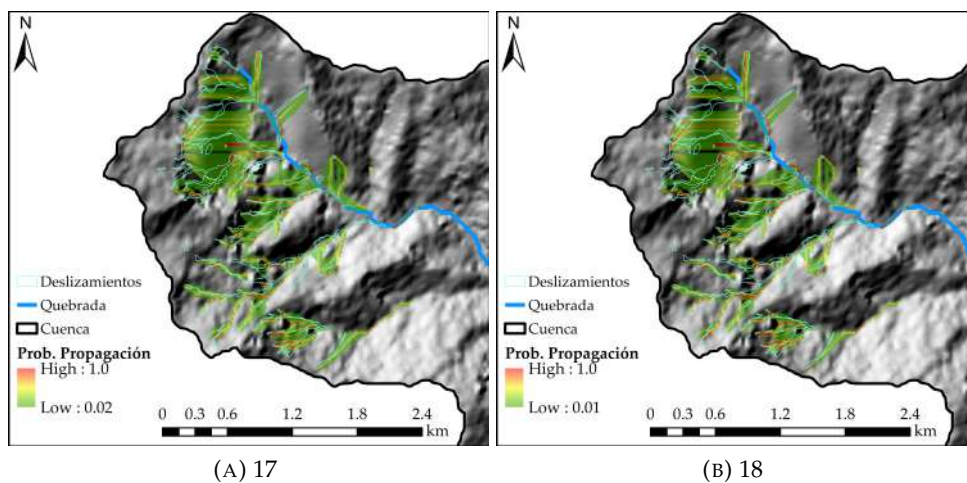 N
Deslizamientos
Quebrada
Cuenca
Prob. Propagación
High : 1.0
Low : 0.02
0 0.3 0.6 1.2 1.8 2.4
km
(A) 17
N
Deslizamientos
Quebrada
Cuenca
Prob. Propagación
High : 1.0
Low : 0.01
0 0.3 0.6 1.2 1.8 2.4
km
(B) 18